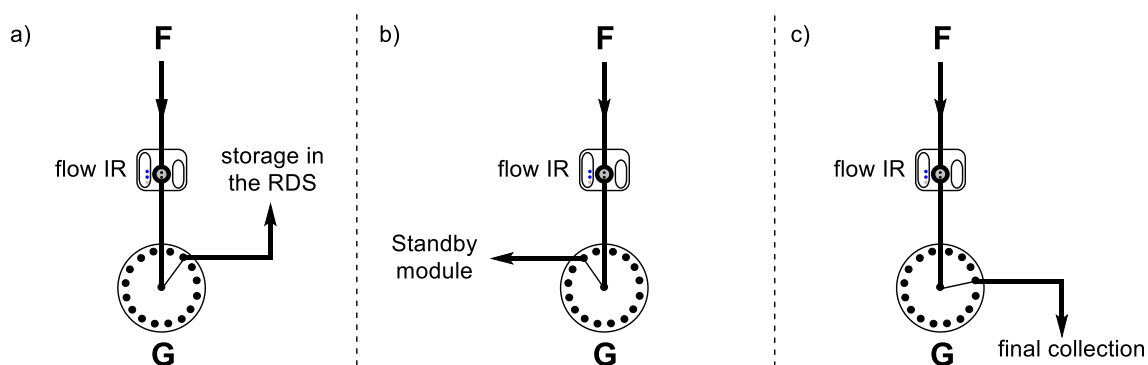 a)
F
flow IR
storage in
the RDS
G
b)
F
flow IR
Standby
module
G
c)
F
flow IR
G
final collection